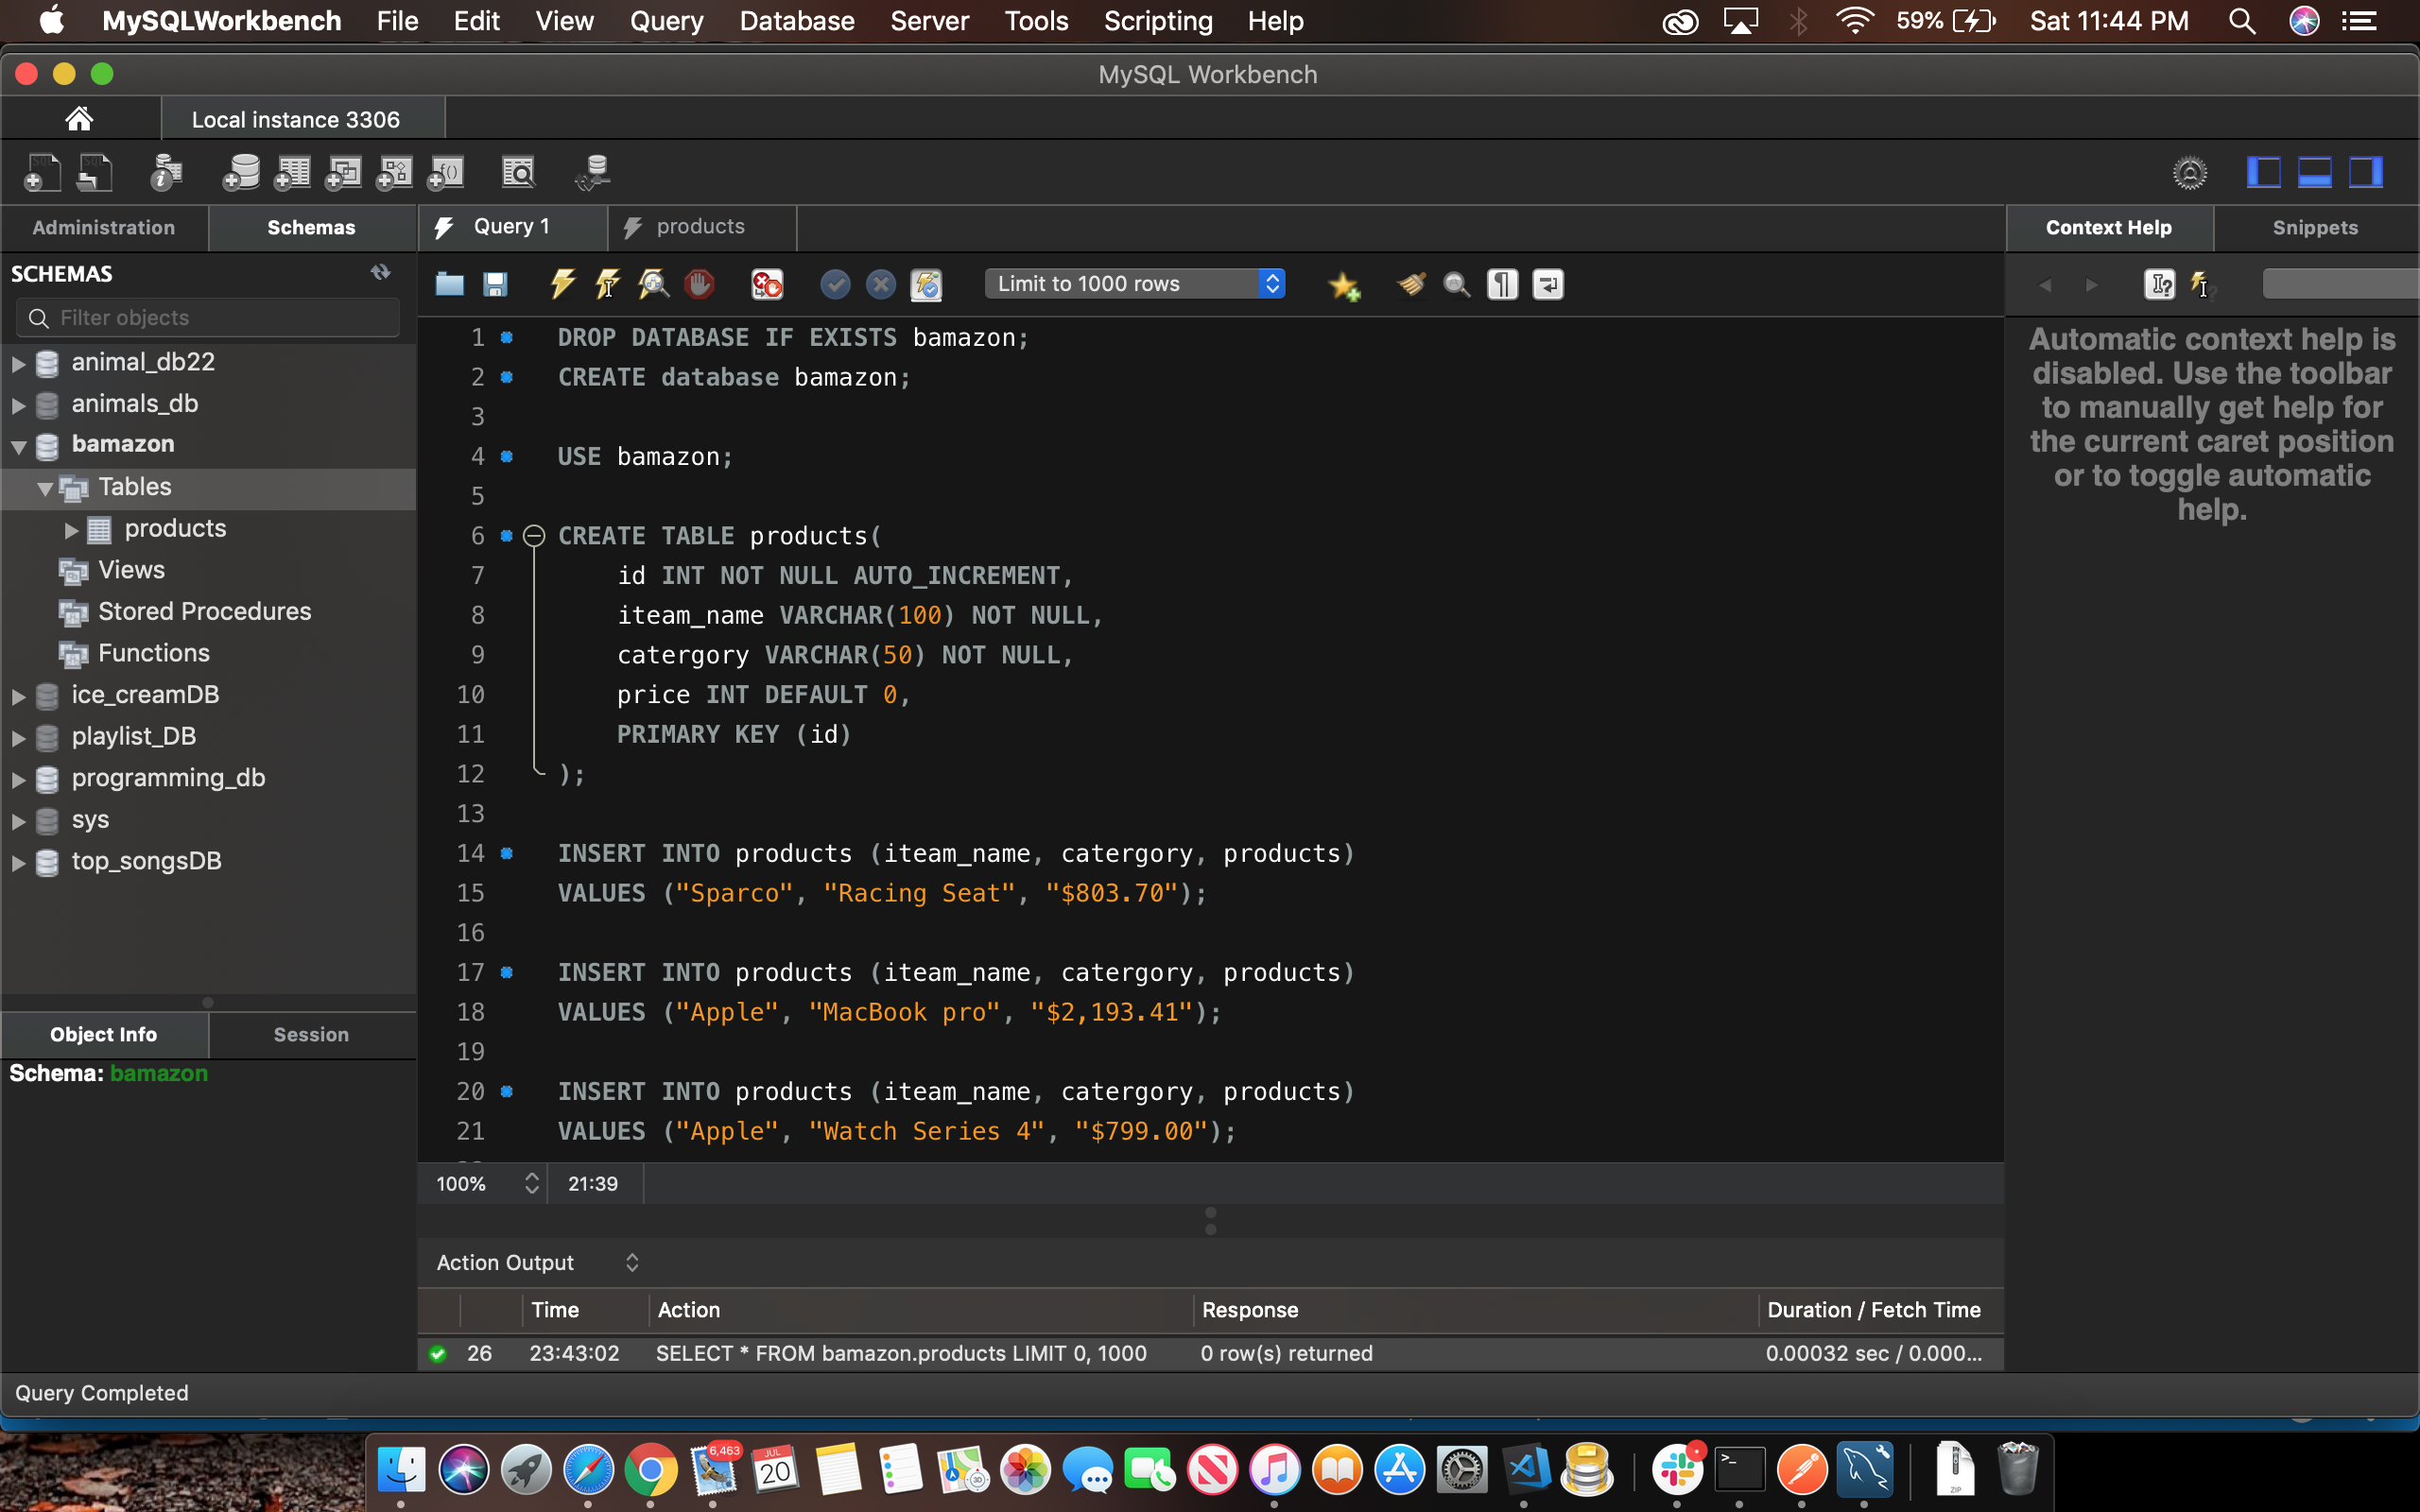 MySQLWorkbench File Edit View Query Database Server Tools Scripting Help 59% Sat 11:44 PM
MySQL Workbench
Local instance 3306
Administration Schemas Query 1 products Context Help Snippets
SCHEMAS
Filter objects
Limit to 1000 rows
animal_db22
animals_db
bamazon
Tables
products
Views
Stored Procedures
Functions
ice_creamDB
playlist_DB
programming_db
sys
top_songsDB
Object Info Session
Schema: bamazon
1 DROP DATABASE IF EXISTS bamazon;
2 CREATE database bamazon;
3
4 USE bamazon;
5
6 CREATE TABLE products(
7 id INT NOT NULL AUTO_INCREMENT,
8 iteam_name VARCHAR(100) NOT NULL,
9 catergory VARCHAR(50) NOT NULL,
10 price INT DEFAULT 0,
11 PRIMARY KEY (id)
12 );
13
14 INSERT INTO products (iteam_name, catergory, products)
15 VALUES ("Sparco", "Racing Seat", "$803.70");
16
17 INSERT INTO products (iteam_name, catergory, products)
18 VALUES ("Apple", "MacBook pro", "$2,193.41");
19
20 INSERT INTO products (iteam_name, catergory, products)
21 VALUES ("Apple", "Watch Series 4", "$799.00");
100% 21:39
Automatic context help is
disabled. Use the toolbar
to manually get help for
the current caret position
or to toggle automatic
help.
Action Output
Time Action Response Duration / Fetch Time
26 23:43:02 SELECT * FROM bamazon.products LIMIT 0, 1000 0 row(s) returned 0.00032 sec / 0.000...
Query Completed
6,463
JUL
20
3D
ZIP